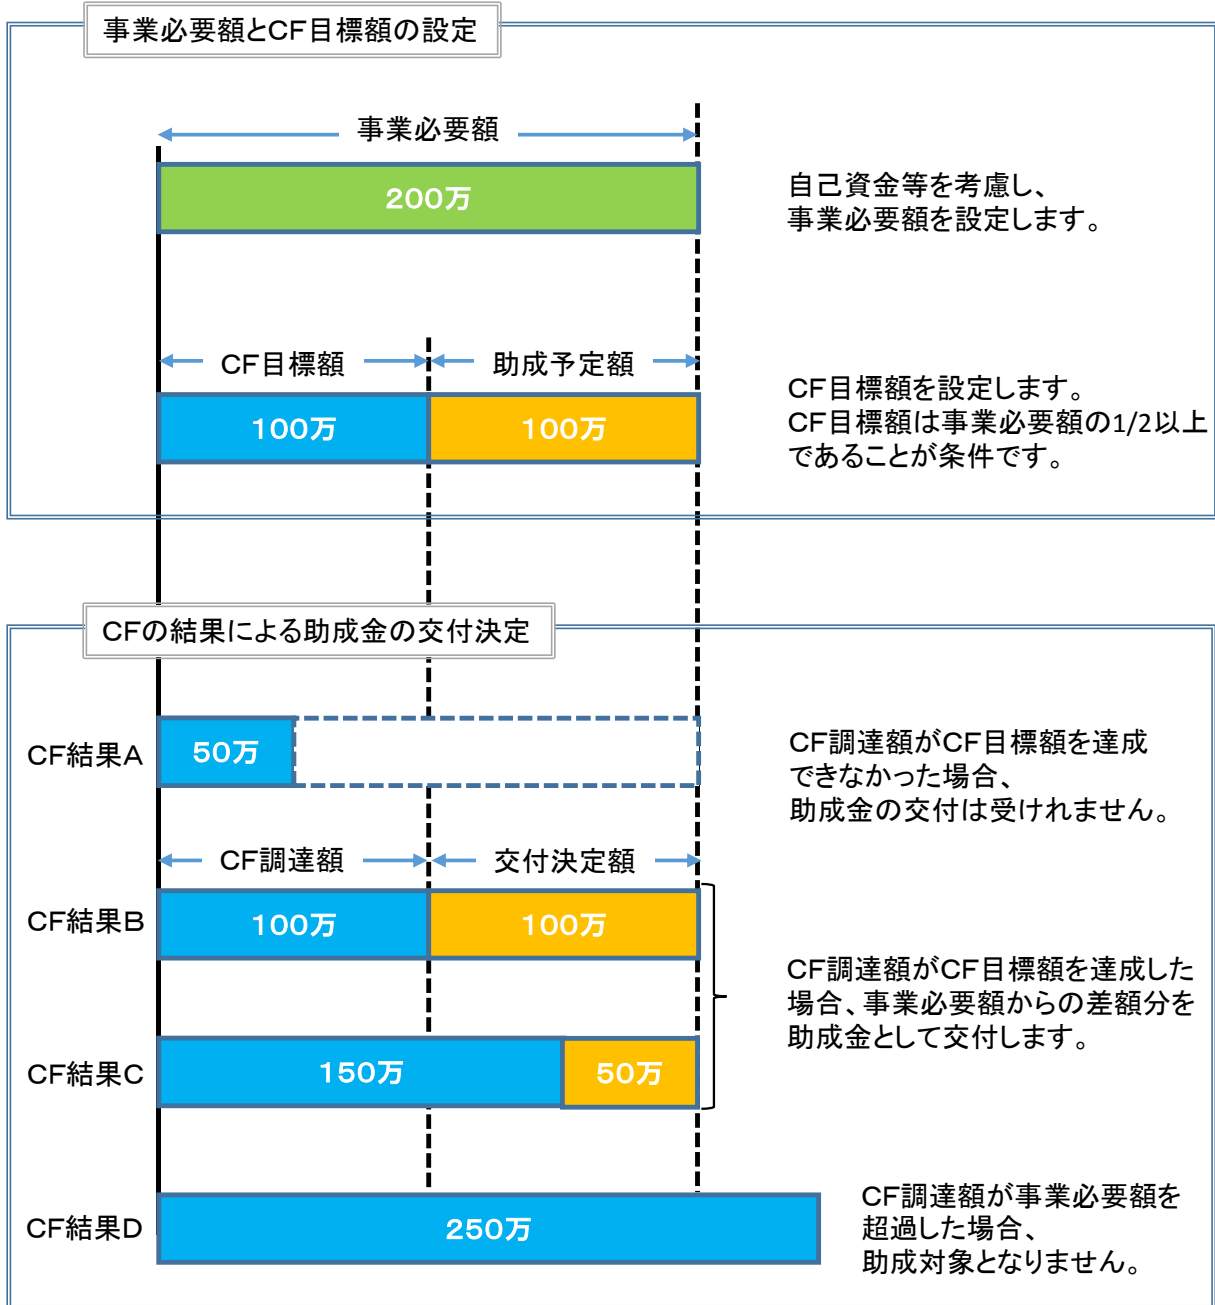 事業必要額とCF目標額の設定
事業必要額
200万
自己資金等を考慮し、
事業必要額を設定します。
CF目標額
助成予定額
100万
100万
CF目標額を設定します。
CF目標額は事業必要額の1/2以上
であることが条件です。
CFの結果による助成金の交付決定
CF結果A
50万
CF調達額がCF目標額を達成
できなかった場合、
助成金の交付は受けれません。
CF調達額
交付決定額
CF結果B
100万
100万
CF調達額がCF目標額を達成した
場合、事業必要額からの差額分を
助成金として交付します。
CF結果C
150万
50万
CF結果D
250万
CF調達額が事業必要額を
超過した場合、
助成対象となりません。